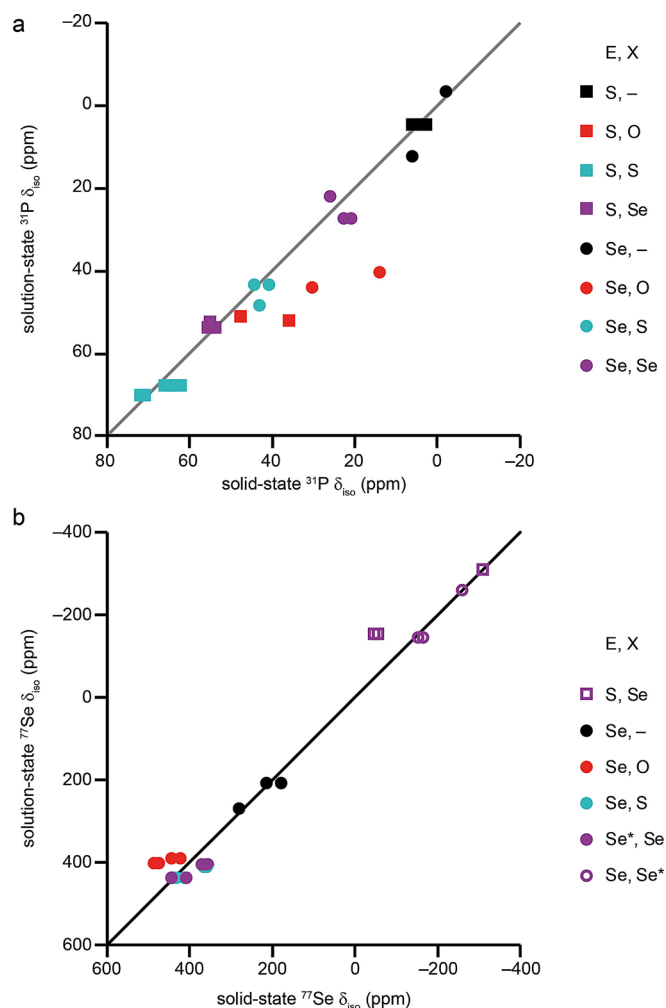 a
–20
0
20
40
60
80
80
60
40
20
0
–20
solution-state ³¹P δiso (ppm)
solid-state ³¹P δiso (ppm)
E, X
S, –
S, O
S, S
S, Se
Se, –
Se, O
Se, S
Se, Se
b
–400
–200
0
200
400
600
600
400
200
0
–200
–400
solution-state ⁷⁷Se δiso (ppm)
solid-state ⁷⁷Se δiso (ppm)
E, X
S, Se
Se, –
Se, O
Se, S
Se*, Se
Se, Se*